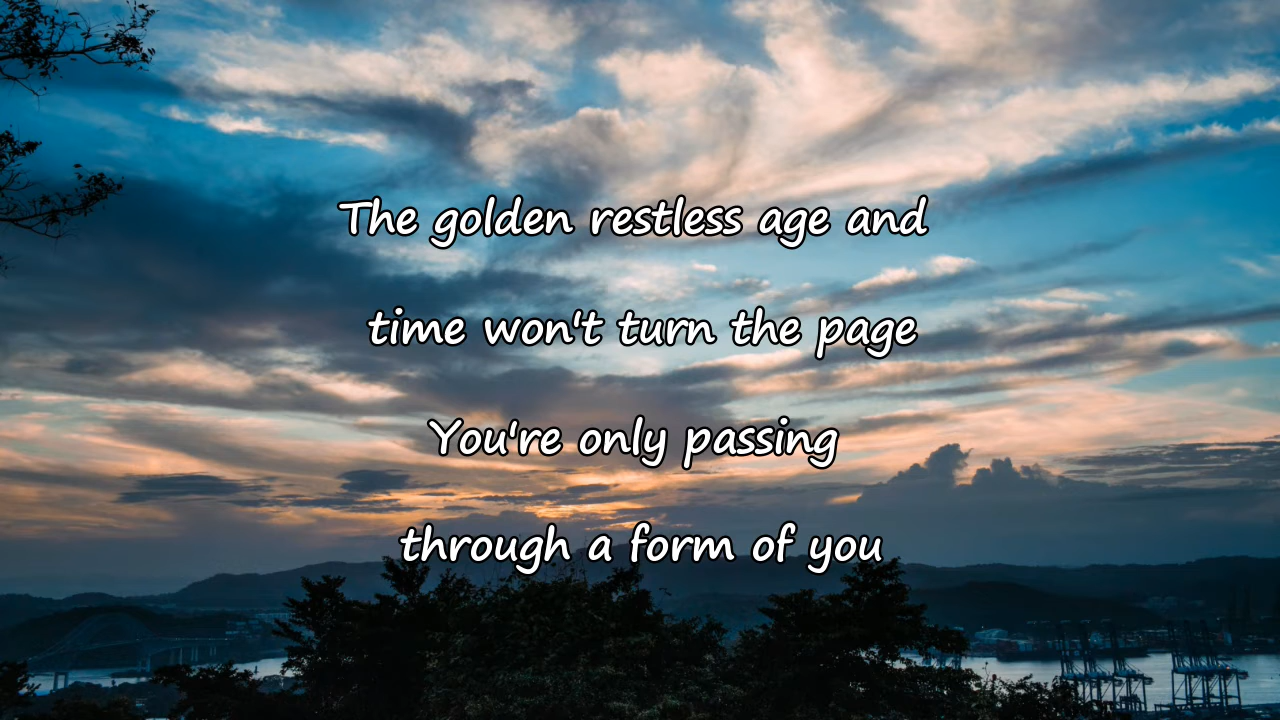 The golden restless age and
time won't turn the page
You're only passing
through a form of you